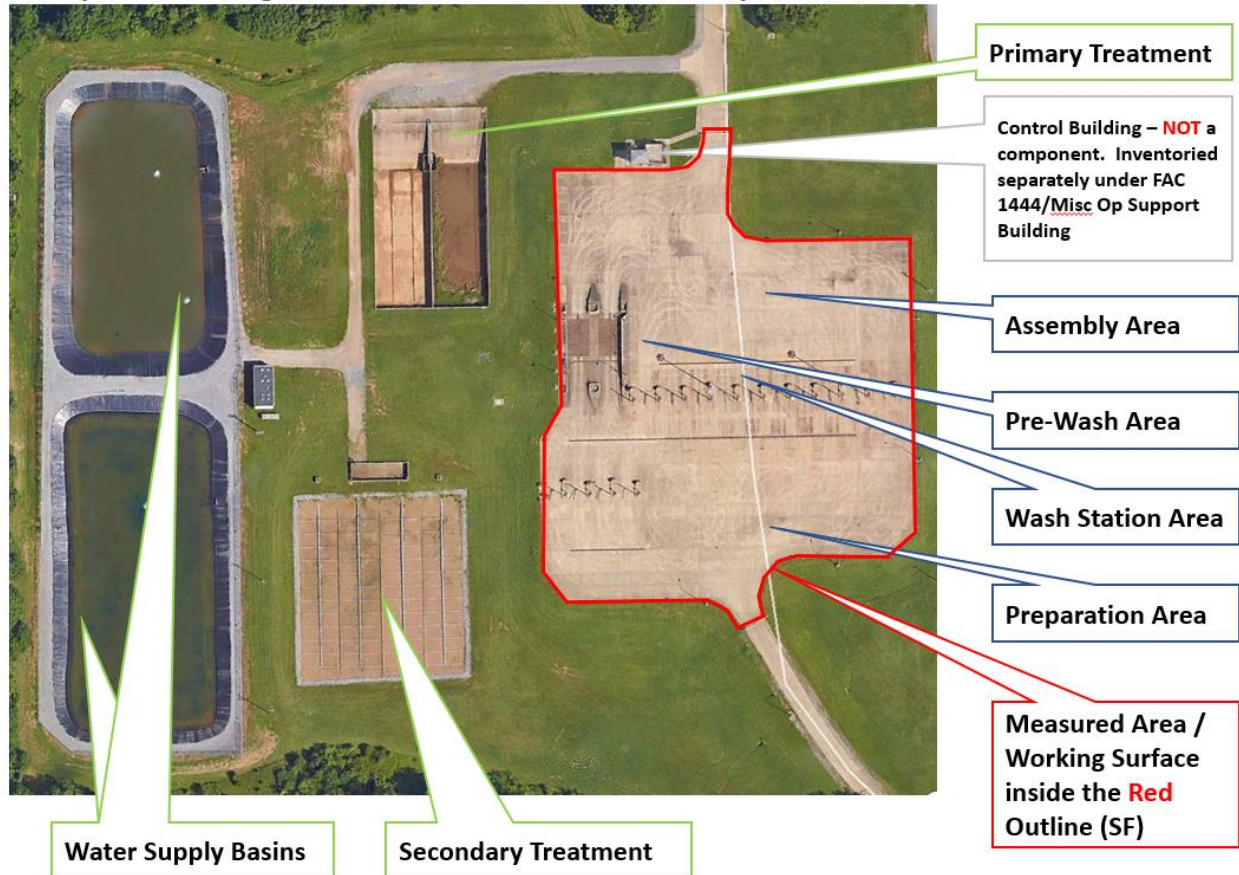 Primary Treatment
Control Building – NOT a
component. Inventoried
separately under FAC
1444/Misc Op Support
Building
Assembly Area
Pre-Wash Area
Wash Station Area
Preparation Area
Measured Area /
Working Surface
inside the Red
Outline (SF)
Water Supply Basins
Secondary Treatment